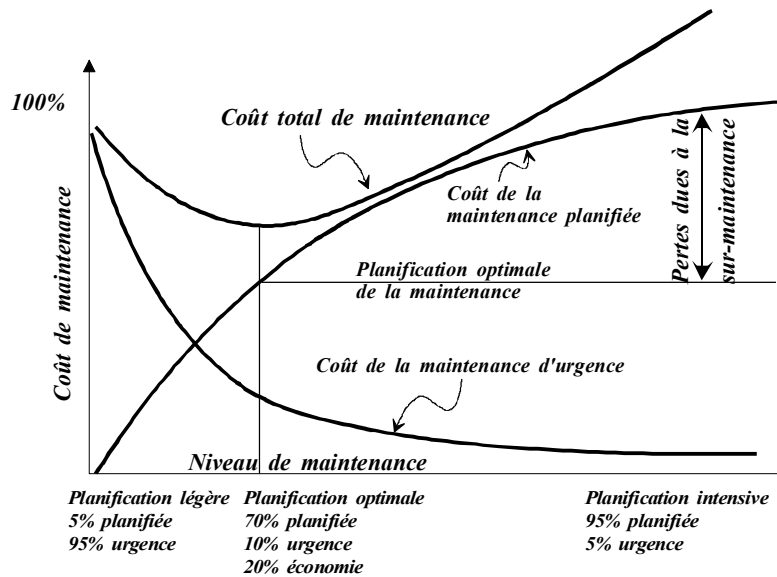 100%
Coût total de maintenance
Coût de la
maintenance planifiée
Pertes dues à la
sur-maintenance
Coût de maintenance
Planification optimale
de la maintenance
Coût de la maintenance d'urgence
Niveau de maintenance
Planification légère
5% planifiée
95% urgence
Planification optimale
70% planifiée
10% urgence
20% économie
Planification intensive
95% planifiée
5% urgence